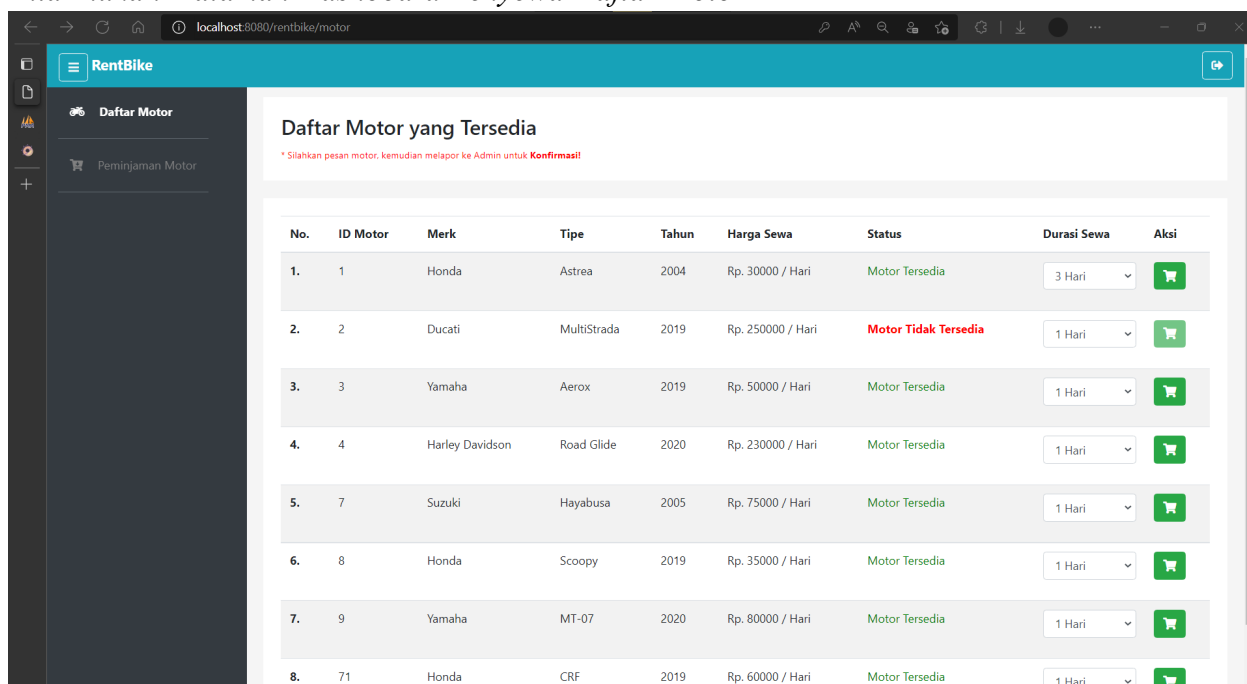 localhost:8080/rentbike/motor
RentBike
Daftar Motor
Peminjaman Motor
Daftar Motor yang Tersedia
* Silahkan pesan motor, kemudian melapor ke Admin untuk Konfirmasi!
No. ID Motor Merk Tipe Tahun Harga Sewa Status Durasi Sewa Aksi
1. 1 Honda Astrea 2004 Rp. 30000 / Hari Motor Tersedia 3 Hari
2. 2 Ducati MultiStrada 2019 Rp. 250000 / Hari Motor Tidak Tersedia 1 Hari
3. 3 Yamaha Aerox 2019 Rp. 50000 / Hari Motor Tersedia 1 Hari
4. 4 Harley Davidson Road Glide 2020 Rp. 230000 / Hari Motor Tersedia 1 Hari
5. 7 Suzuki Hayabusa 2005 Rp. 75000 / Hari Motor Tersedia 1 Hari
6. 8 Honda Scoopy 2019 Rp. 35000 / Hari Motor Tersedia 1 Hari
7. 9 Yamaha MT-07 2020 Rp. 80000 / Hari Motor Tersedia 1 Hari
8. 71 Honda CRF 2019 Rp. 60000 / Hari Motor Tersedia 1 Hari